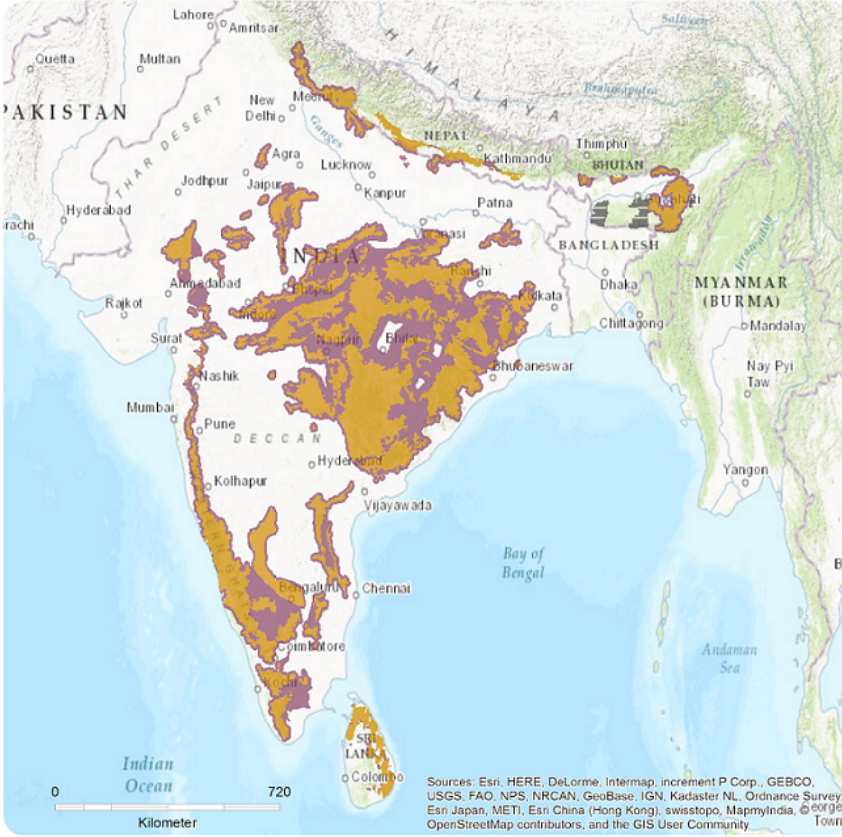 Lahore
Amritsar
Quetta
Multan
HIMALAYA
Salween
Brahmaputra
PAKISTAN
New
Delhi
Meerut
THAR DESERT
Ganges
NEPAL
Thimphu
Agra
Lucknow
Kathmandu
BHUTAN
Jodhpur
Jaipur
Kanpur
Hyderabad
Patna
rachi
Varanasi
BANGLADESH
INDIA
Ranchi
Irrawaddy
Ahmedabad
Bhopal
Dhaka
MYANMAR
(BURMA)
Rajkot
Indore
Kolkata
Chittagong
Mandalay
Surat
Nagpur
Bhilai
Nashik
Bhubaneswar
Nay Pyi
Taw
Mumbai
Pune
DECCAN
Hyderabad
Yangon
Kolhapur
Vijayawada
Bay of
Bengal
B
Bengaluru
Chennai
Coimbatore
Andaman
Sea
Kochi
SRI
LANKA
Indian
Ocean
Colombo
0 720
Kilometer
Sources: Esri, HERE, DeLorme, Intermap, increment P Corp., GEBCO,
USGS, FAO, NPS, NRCAN, GeoBase, IGN, Kadaster NL, Ordnance Survey,
Esri Japan, METI, Esri China (Hong Kong), swisstopo, MapmyIndia, ©
OpenStreetMap contributors, and the GIS User Community
George
Town